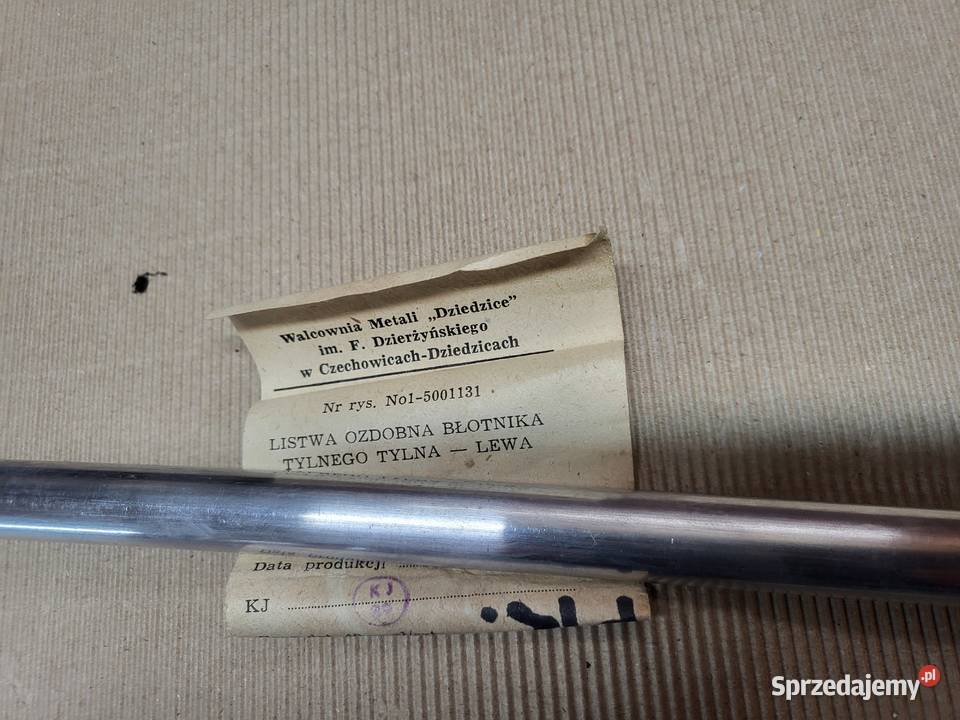 Walcownia Metali „Dziedzice”
im. F. Dzierżyńskiego
w Czechowicach-Dziedzicach
Nr rys. No1-5001131
LISTWA OZDOBNA BŁOTNIKA
TYLNEGO TYLNA — LEWA
Data produkcji
KJ
KJ
Sprzedajemy.pl